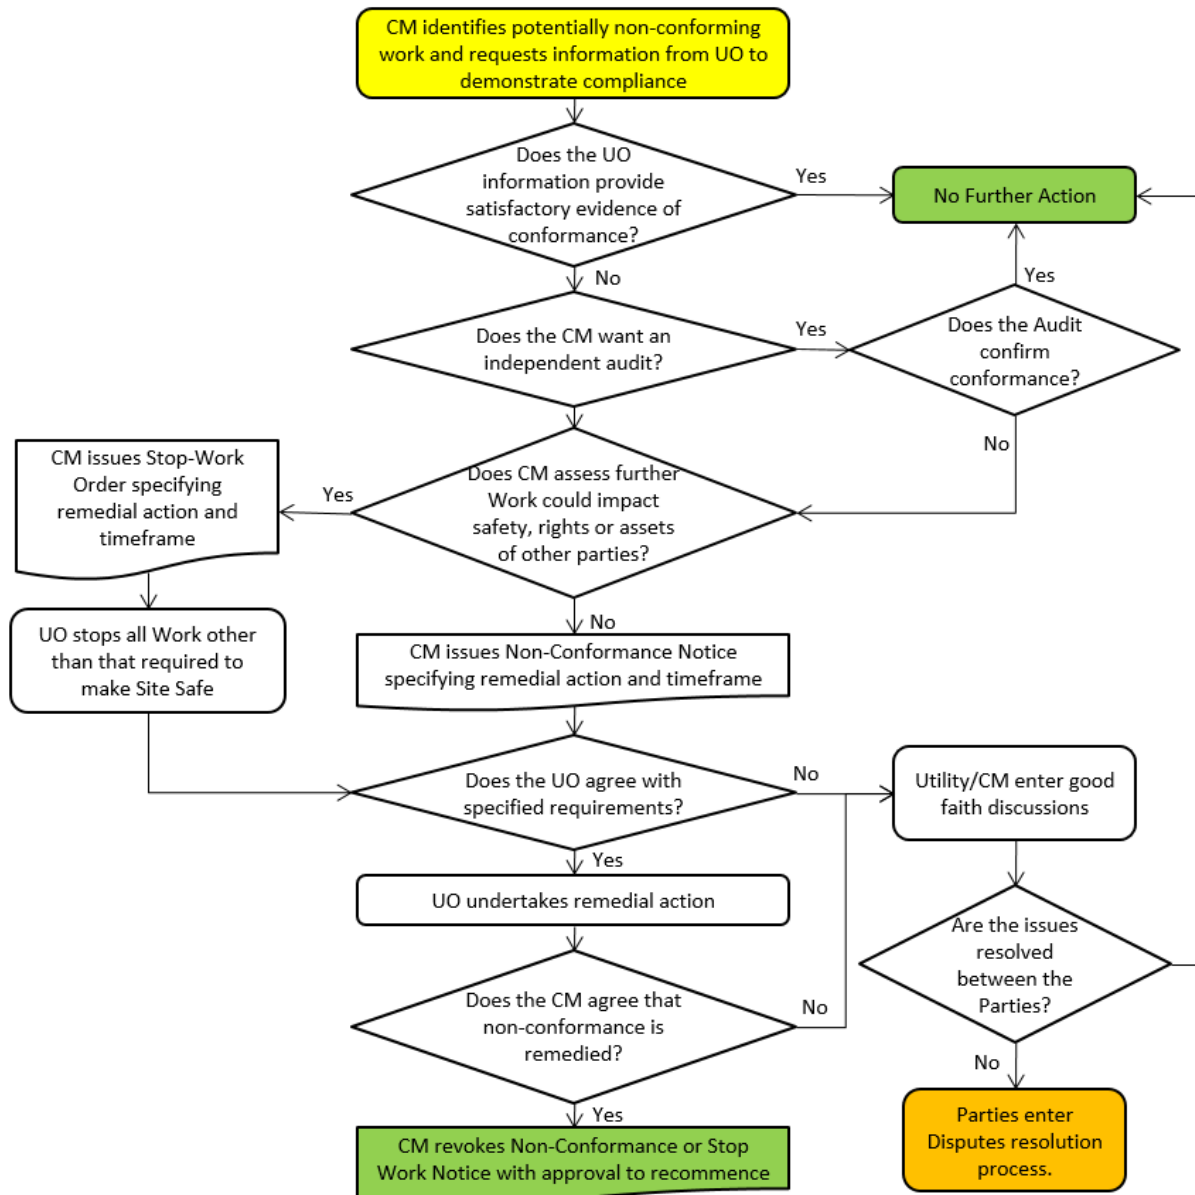 CM identifies potentially non-conforming
work and requests information from UO to
demonstrate compliance
Does the UO
information provide
satisfactory evidence of
conformance?
Yes
No Further Action
No
Yes
Does the CM want an
independent audit?
Yes
Does the Audit
confirm
conformance?
No
CM issues Stop-Work
Order specifying
remedial action and
timeframe
Yes
Does CM assess further
Work could impact
safety, rights or assets
of other parties?
No
UO stops all Work other
than that required to
make Site Safe
CM issues Non-Conformance Notice
specifying remedial action and timeframe
Does the UO agree with
specified requirements?
No
Utility/CM enter good
faith discussions
Yes
UO undertakes remedial action
Are the issues
resolved
between the
Parties?
Does the CM agree that
non-conformance is
remedied?
No
No
Yes
Parties enter
Disputes resolution
process.
CM revokes Non-Conformance or Stop
Work Notice with approval to recommence